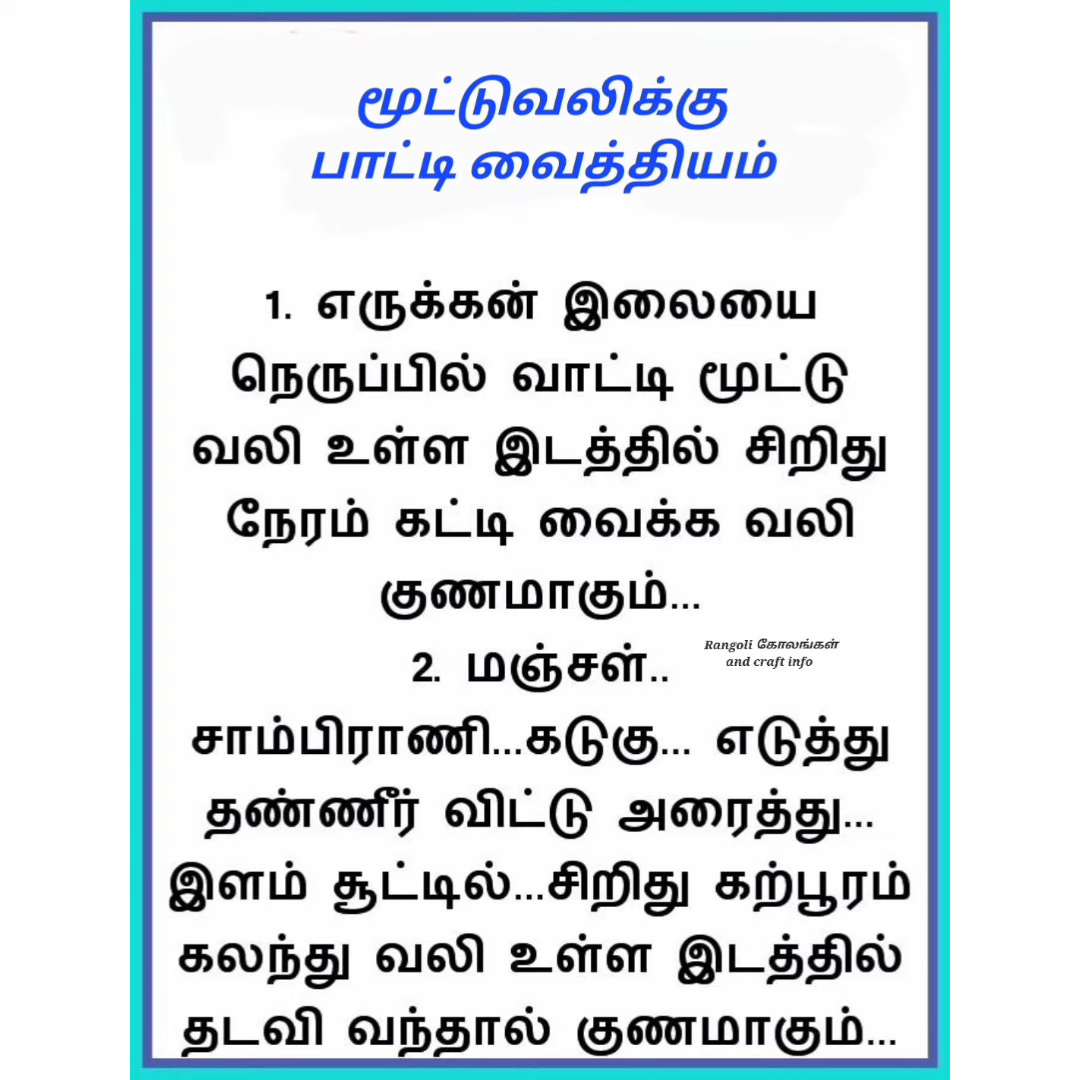 மூட்டுவலிக்கு
பாட்டி வைத்தியம்
1. எருக்கன் இலையை
நெருப்பில் வாட்டி மூட்டு
வலி உள்ள இடத்தில் சிறிது
நேரம் கட்டி வைக்க வலி
குணமாகும்...
Rangoli கோலங்கள்
and craft info
2. மஞ்சள்..
சாம்பிராணி...கடுகு... எடுத்து
தண்ணீர் விட்டு அரைத்து...
இளம் சூட்டில்...சிறிது கற்பூரம்
கலந்து வலி உள்ள இடத்தில்
தடவி வந்தால் குணமாகும்...